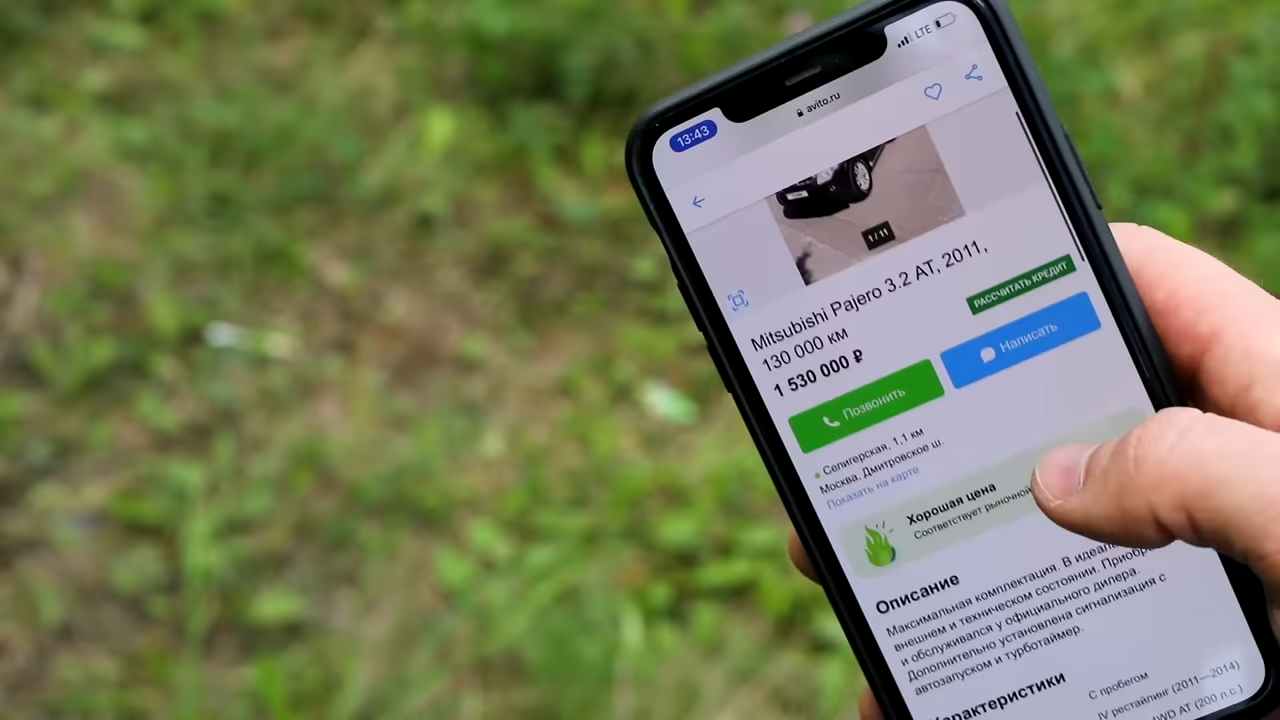 LTE
13:43
avito.ru
1 / 11
Mitsubishi Pajero 3.2 AT, 2011,
130 000 км
1 530 000 ₽
РАССЧИТАТЬ КРЕДИТ
Позвонить
Написать
Селигерская, 1,1 км
Москва, Дмитровское ш.
Показать на карте
Хорошая цена
Соответствует рыночной
Описание
Максимальная комплектация. В
внешнем и техническом состоянии.
и обслуживался у официального дилера.
Дополнительно установлена сигнализация с
автозапуском и турботаймер.
Характеристики
С пробегом
IV рестайлинг (2011—2014)
AT (200 л.с.)